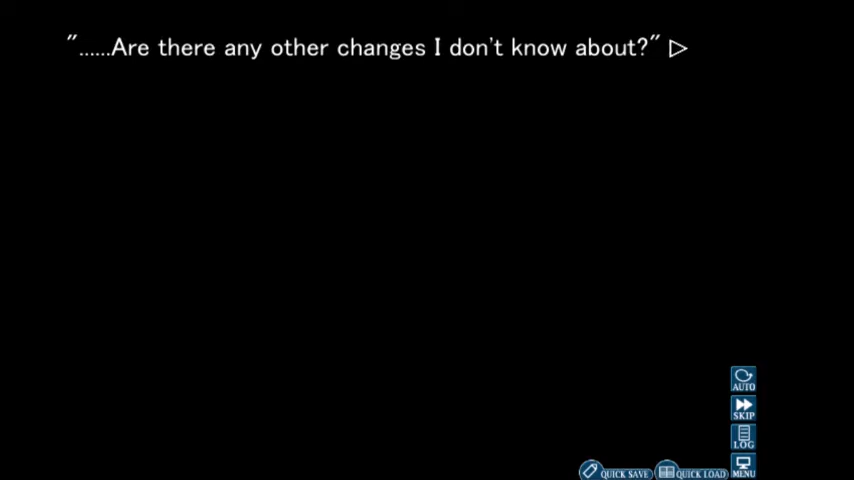 "......Are there any other changes I don't know about?" ▷
AUTO
SKIP
LOG
QUICK SAVE
QUICK LOAD
MENU